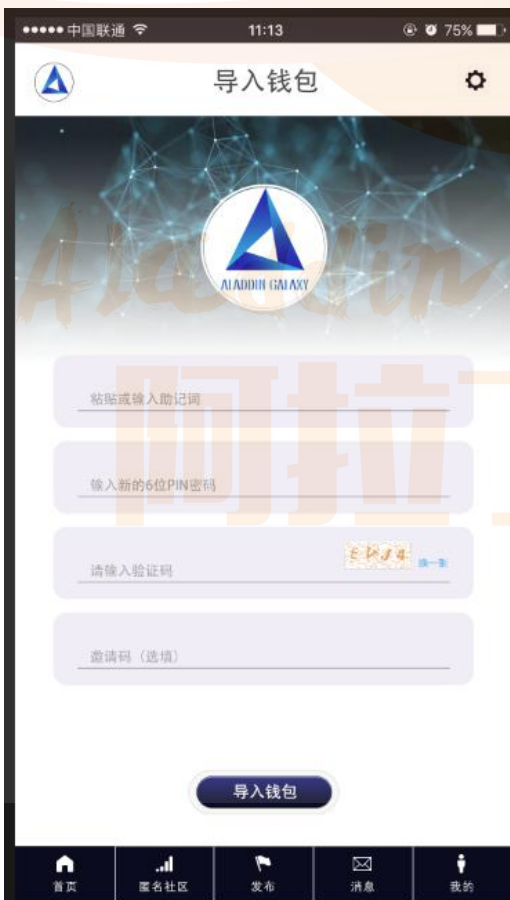 中国联通
11:13
75%
导入钱包
Aladdin
ALADDIN GALAXY
阿拉
粘贴或输入助记词
输入新的6位PIN密码
请输入验证码
换一张
邀请码（选填）
导入钱包
首页
匿名社区
发布
消息
我的